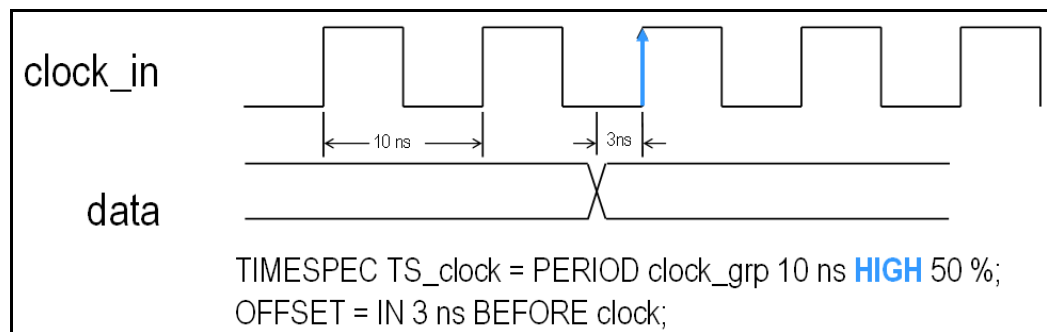 clock_in
10 ns
3ns
data
TIMESPEC TS_clock = PERIOD clock_grp 10 ns HIGH 50 %;
OFFSET = IN 3 ns BEFORE clock;